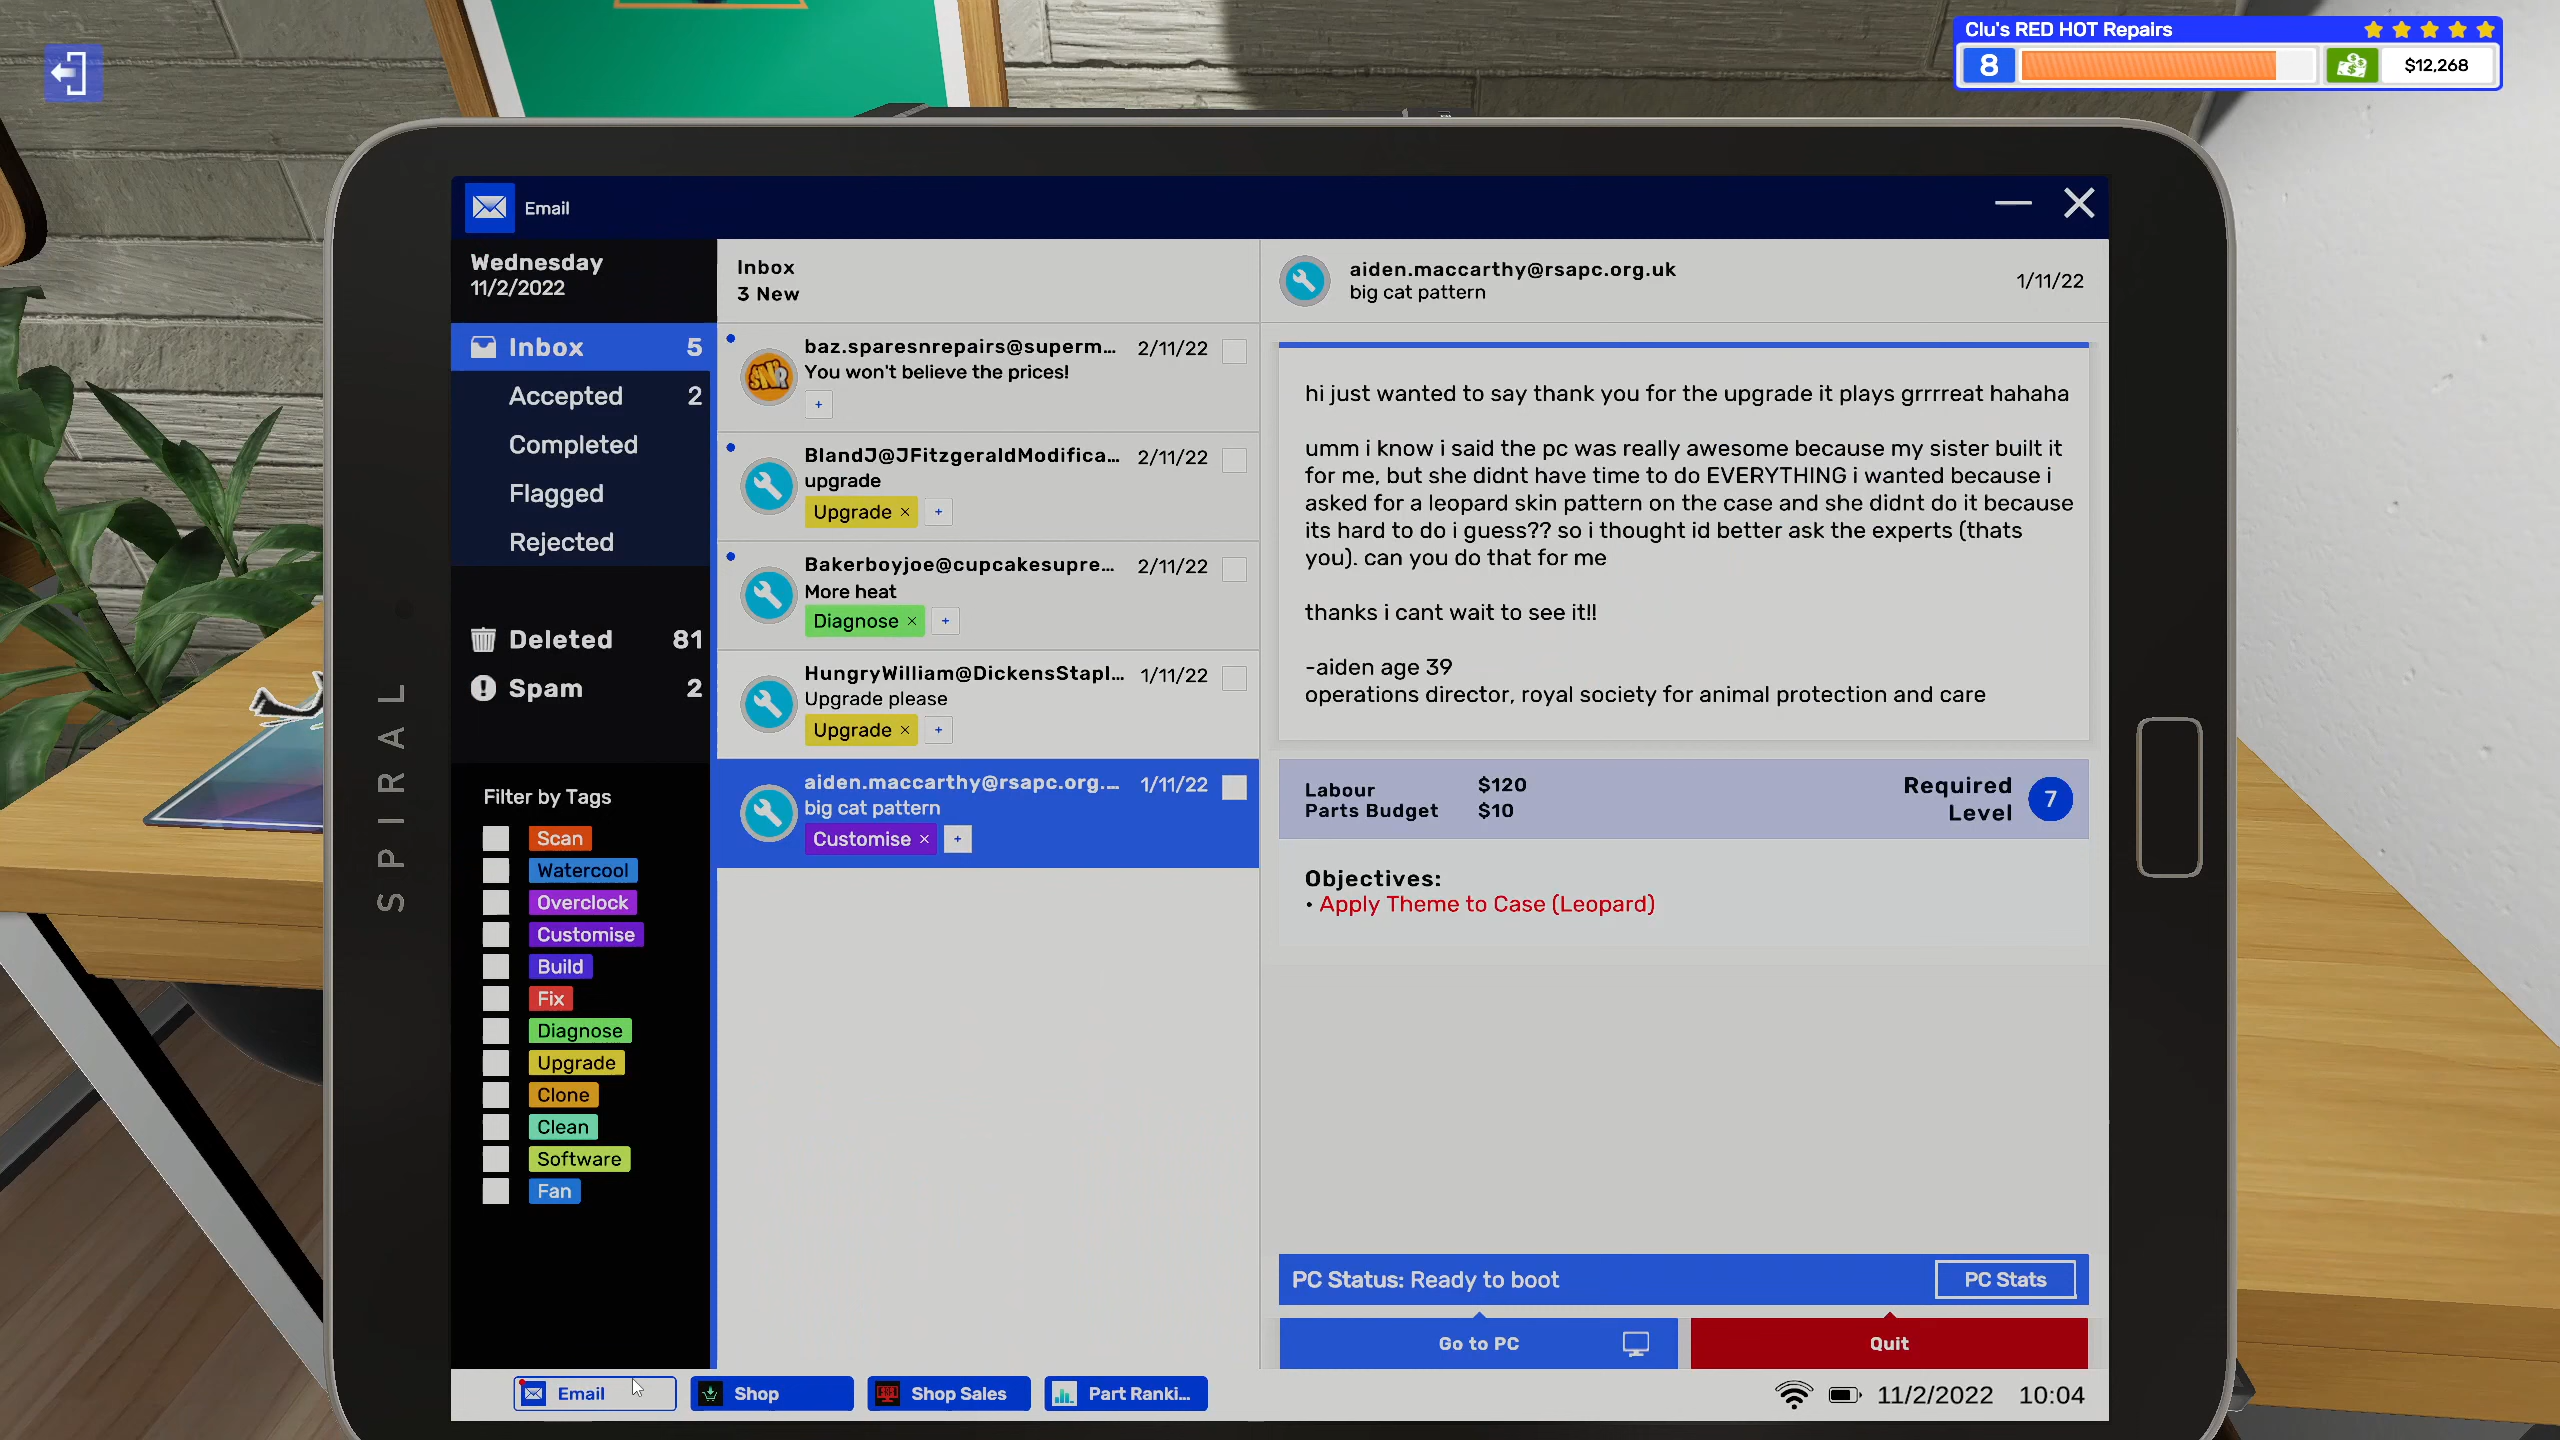 Clu's RED HOT Repairs
8
$12,268
Email
Wednesday
11/2/2022
Inbox 5
Accepted 2
Completed
Flagged
Rejected
Deleted 81
Spam 2
Filter by Tags
Scan
Watercool
Overclock
Customise
Build
Fix
Diagnose
Upgrade
Clone
Clean
Software
Fan
SPIRAL
Inbox
3 New
baz.sparesnrepairs@superm... 2/11/22
You won't believe the prices!
+
SNR
BlandJ@JFitzgeraldModifica... 2/11/22
upgrade
Upgrade × +
Bakerboyjoe@cupcakesupre... 2/11/22
More heat
Diagnose × +
HungryWilliam@DickensStapl... 1/11/22
Upgrade please
Upgrade × +
aiden.maccarthy@rsapc.org.... 1/11/22
big cat pattern
Customise × +
aiden.maccarthy@rsapc.org.uk 1/11/22
big cat pattern
hi just wanted to say thank you for the upgrade it plays grrrreat hahaha
umm i know i said the pc was really awesome because my sister built it
for me, but she didnt have time to do EVERYTHING i wanted because i
asked for a leopard skin pattern on the case and she didnt do it because
its hard to do i guess?? so i thought id better ask the experts (thats
you). can you do that for me
thanks i cant wait to see it!!
-aiden age 39
operations director, royal society for animal protection and care
Labour $120
Parts Budget $10
Required
Level 7
Objectives:
• Apply Theme to Case (Leopard)
PC Status: Ready to boot PC Stats
Go to PC Quit
Email Shop Shop Sales Part Ranki... 11/2/2022 10:04